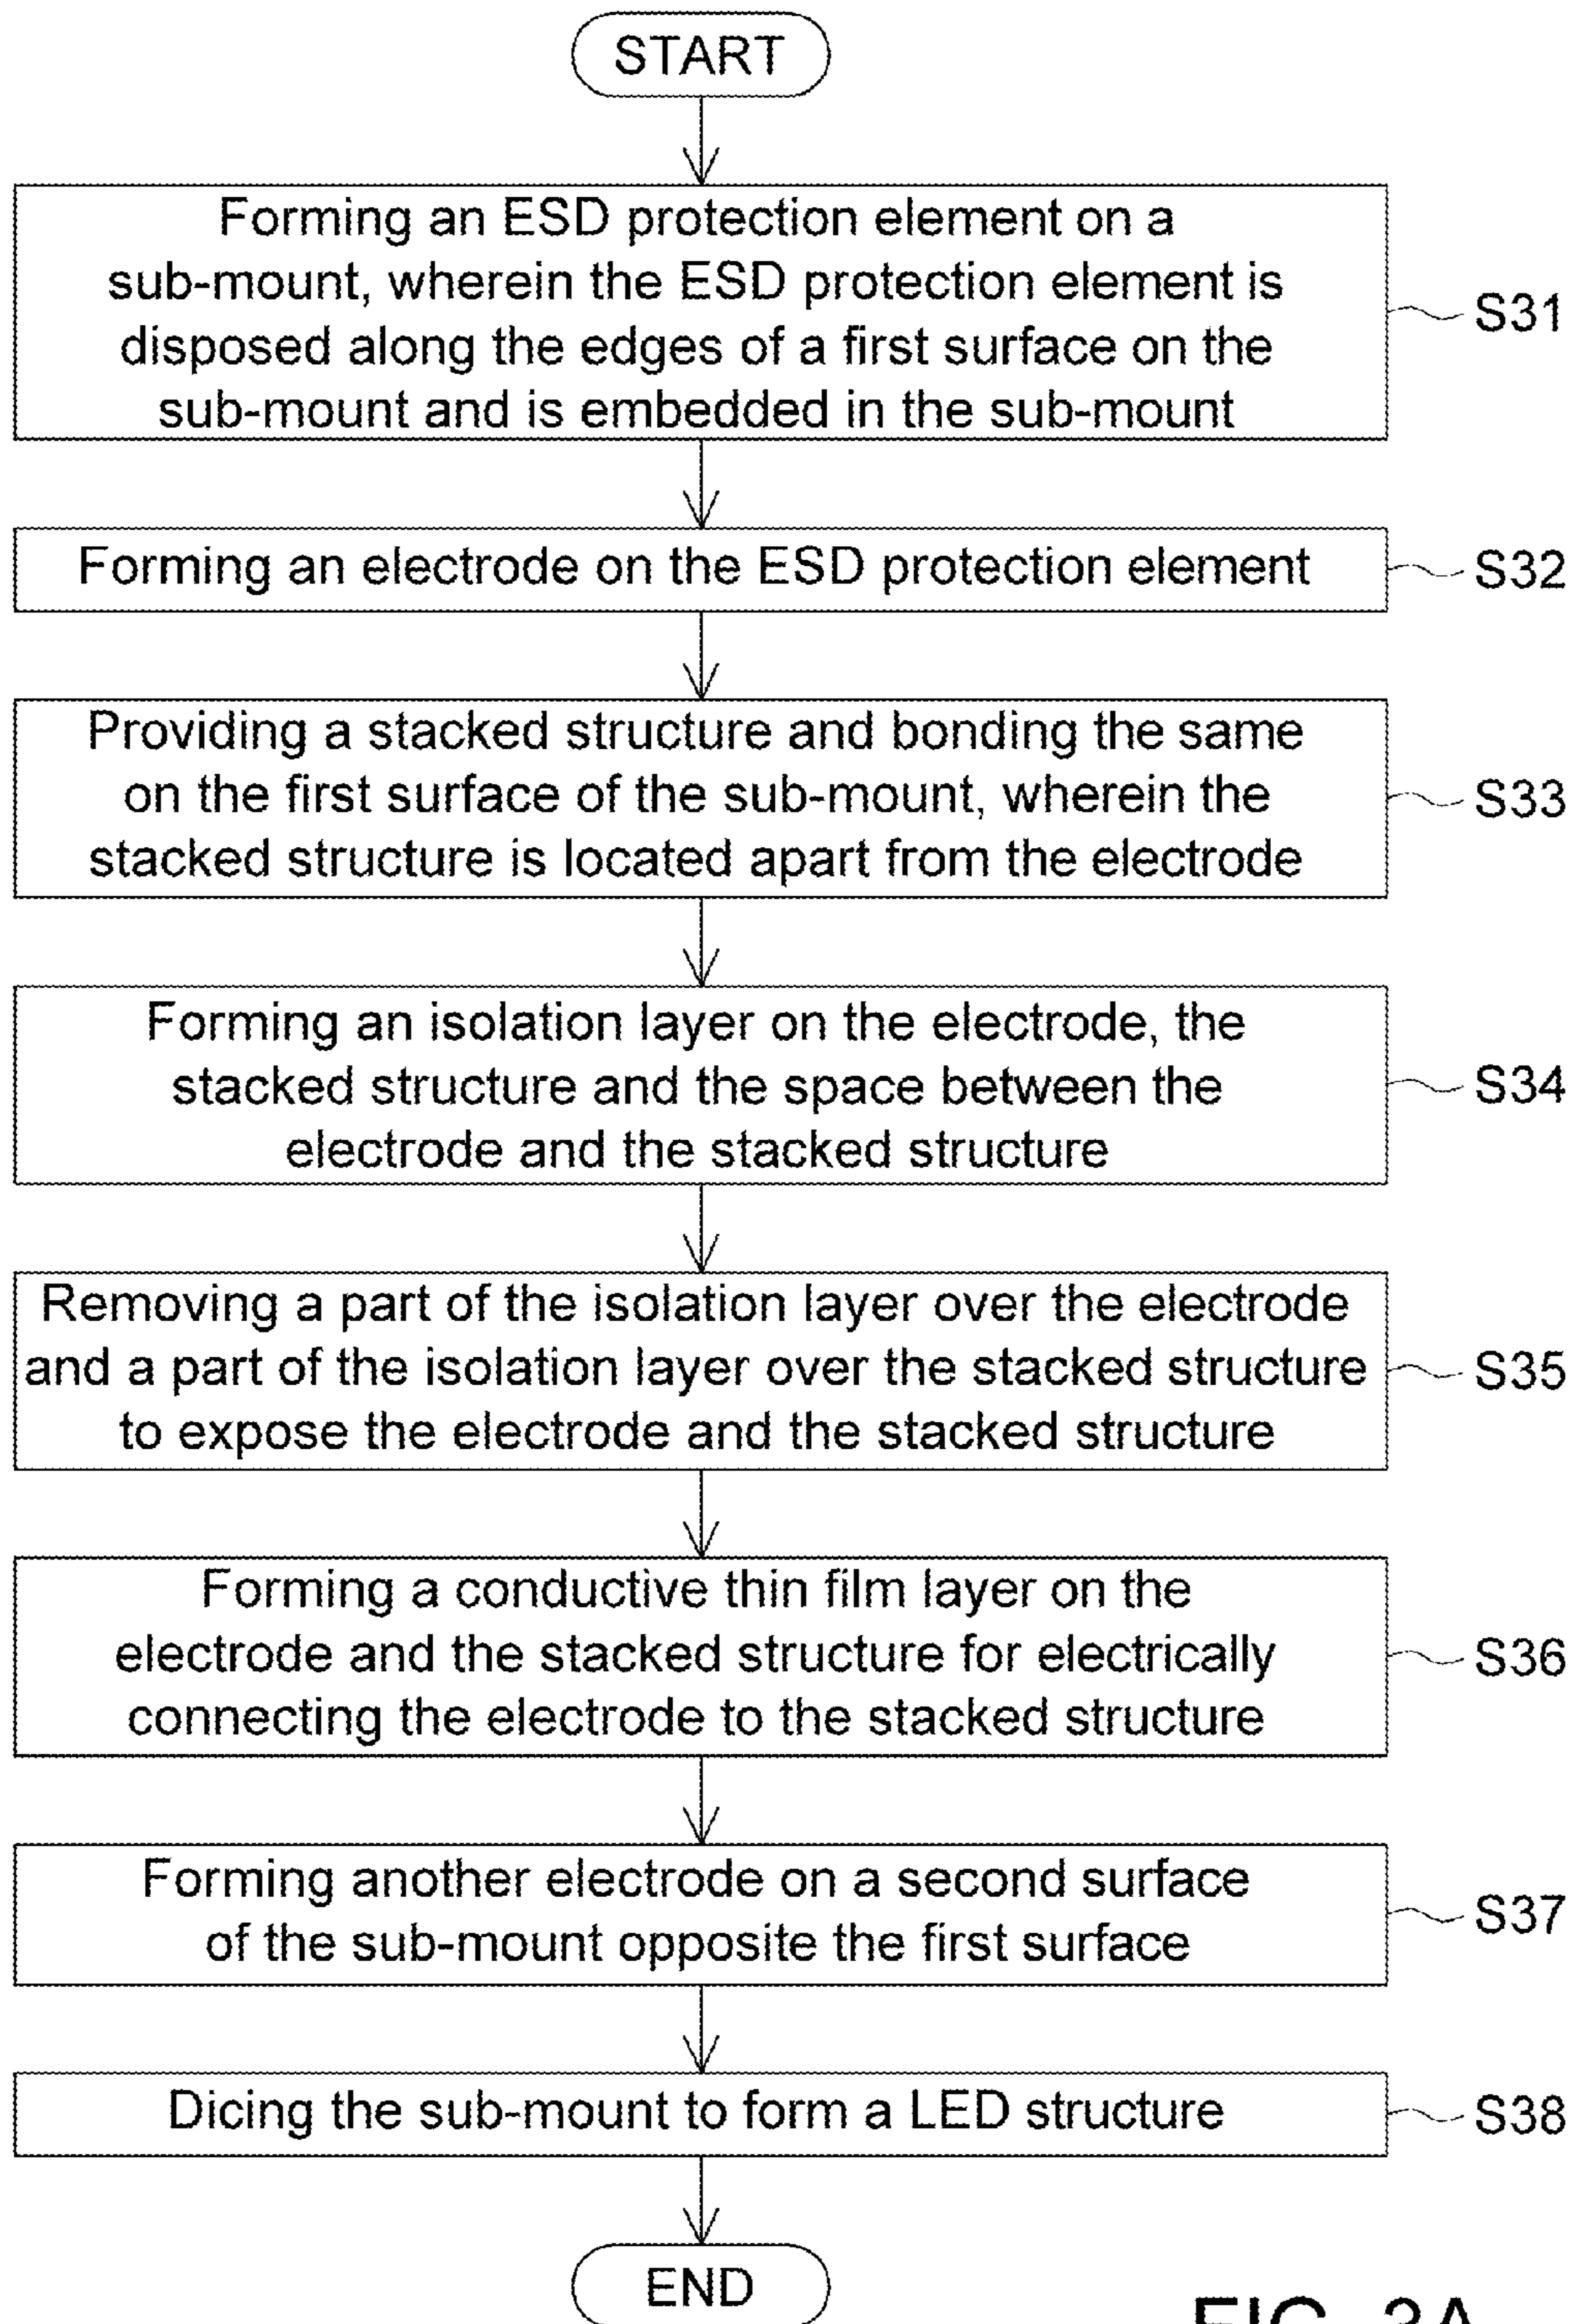 START
Forming an ESD protection element on a
sub-mount, wherein the ESD protection element is
disposed along the edges of a first surface on the
sub-mount and is embedded in the sub-mount
S31
Forming an electrode on the ESD protection element
S32
Providing a stacked structure and bonding the same
on the first surface of the sub-mount, wherein the
stacked structure is located apart from the electrode
S33
Forming an isolation layer on the electrode, the
stacked structure and the space between the
electrode and the stacked structure
S34
Removing a part of the isolation layer over the electrode
and a part of the isolation layer over the stacked structure
to expose the electrode and the stacked structure
S35
Forming a conductive thin film layer on the
electrode and the stacked structure for electrically
connecting the electrode to the stacked structure
S36
Forming another electrode on a second surface
of the sub-mount opposite the first surface
S37
Dicing the sub-mount to form a LED structure
S38
END
FIG. 3A